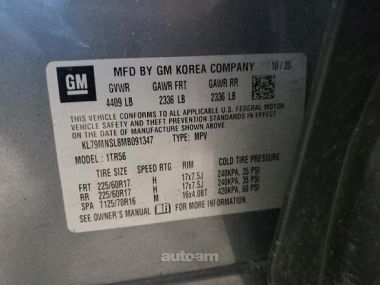 GM
MFD BY GM KOREA COMPANY 10 / 20
GVWR GAWR FRT GAWR RR
4409 LB 2336 LB 2336 LB
THIS VEHICLE CONFORMS TO ALL APPLICABLE U.S. FEDERAL MOTOR
VEHICLE SAFETY, BUMPER, AND THEFT PREVENTION STANDARDS IN
EFFECT ON THE DATE OF MANUFACTURE SHOWN ABOVE.
KL79MNSL8MB091347 TYPE: MPV
MODEL: 1TR56
TIRE SIZE SPEED RTG RIM COLD TIRE PRESSURE
FRT 225/60R17 H 17x7.5J 240KPA, 35 PSI
RR 225/60R17 H 17x7.5J 240KPA, 35 PSI
SPA T125/70R16 M 16x4.0BT 420KPA, 60 PSI
SEE OWNER'S MANUAL FOR ADDITIONAL INFORMATION
autoam